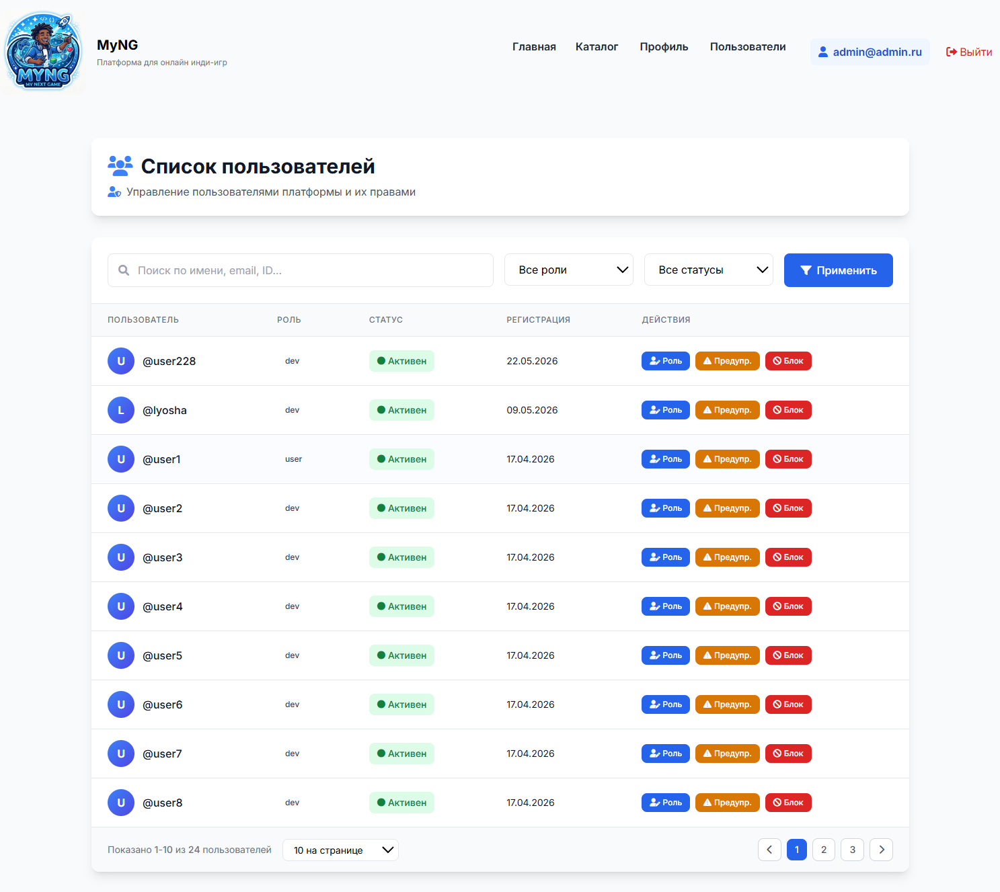 MYNG
MY NEXT GAME
MyNG
Платформа для онлайн инди-игр
Главная Каталог Профиль Пользователи admin@admin.ru Выйти
Список пользователей
Управление пользователями платформы и их правами
Поиск по имени, email, ID... Все роли Все статусы Применить
ПОЛЬЗОВАТЕЛЬ РОЛЬ СТАТУС РЕГИСТРАЦИЯ ДЕЙСТВИЯ
U @user228 dev Активен 22.05.2026 Роль Предупр. Блок
L @lyosha dev Активен 09.05.2026 Роль Предупр. Блок
U @user1 user Активен 17.04.2026 Роль Предупр. Блок
U @user2 dev Активен 17.04.2026 Роль Предупр. Блок
U @user3 dev Активен 17.04.2026 Роль Предупр. Блок
U @user4 dev Активен 17.04.2026 Роль Предупр. Блок
U @user5 dev Активен 17.04.2026 Роль Предупр. Блок
U @user6 dev Активен 17.04.2026 Роль Предупр. Блок
U @user7 dev Активен 17.04.2026 Роль Предупр. Блок
U @user8 dev Активен 17.04.2026 Роль Предупр. Блок
Показано 1-10 из 24 пользователей 10 на странице 1 2 3